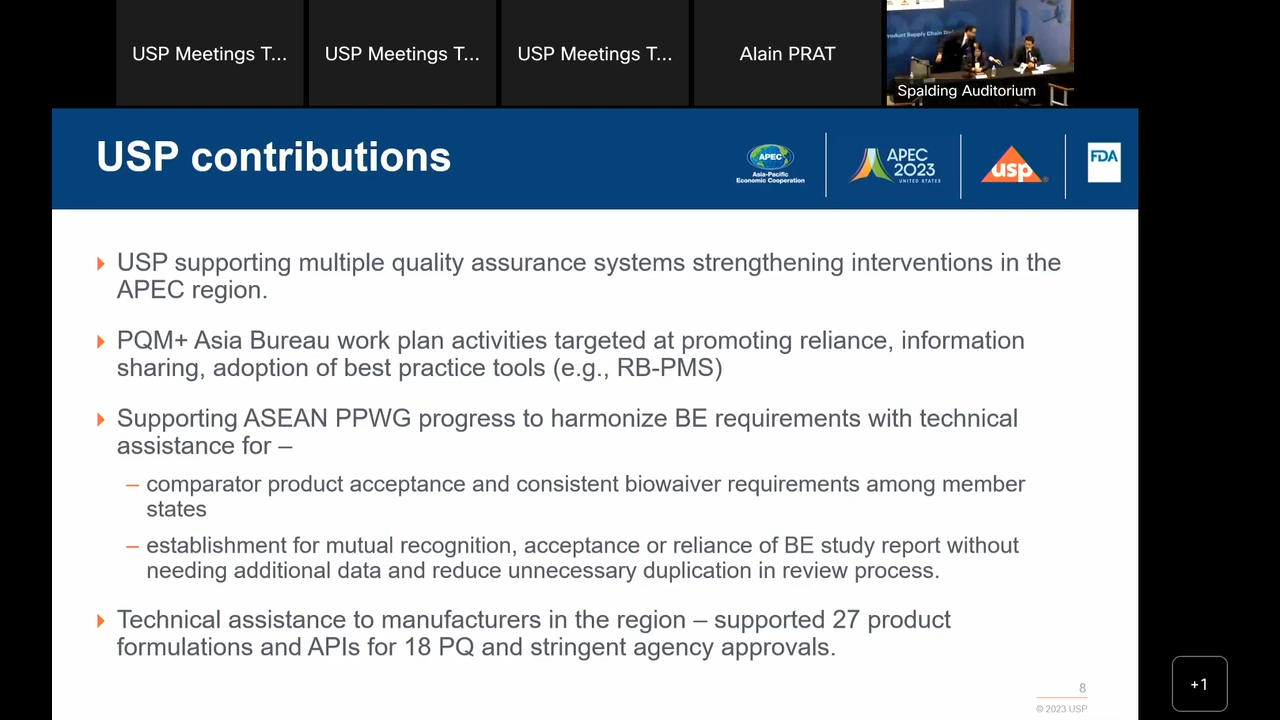 USP Meetings T...
USP Meetings T...
USP Meetings T...
Alain PRAT
Product Supply Chain
Spalding Auditorium
USP contributions
APEC
Asia-Pacific
Economic Cooperation
APEC
2023
UNITED STATES
usp
FDA
USP supporting multiple quality assurance systems strengthening interventions in the
APEC region.
PQM+ Asia Bureau work plan activities targeted at promoting reliance, information
sharing, adoption of best practice tools (e.g., RB-PMS)
Supporting ASEAN PPWG progress to harmonize BE requirements with technical
assistance for –
– comparator product acceptance and consistent biowaiver requirements among member
states
– establishment for mutual recognition, acceptance or reliance of BE study report without
needing additional data and reduce unnecessary duplication in review process.
Technical assistance to manufacturers in the region – supported 27 product
formulations and APIs for 18 PQ and stringent agency approvals.
8
© 2023 USP
+1